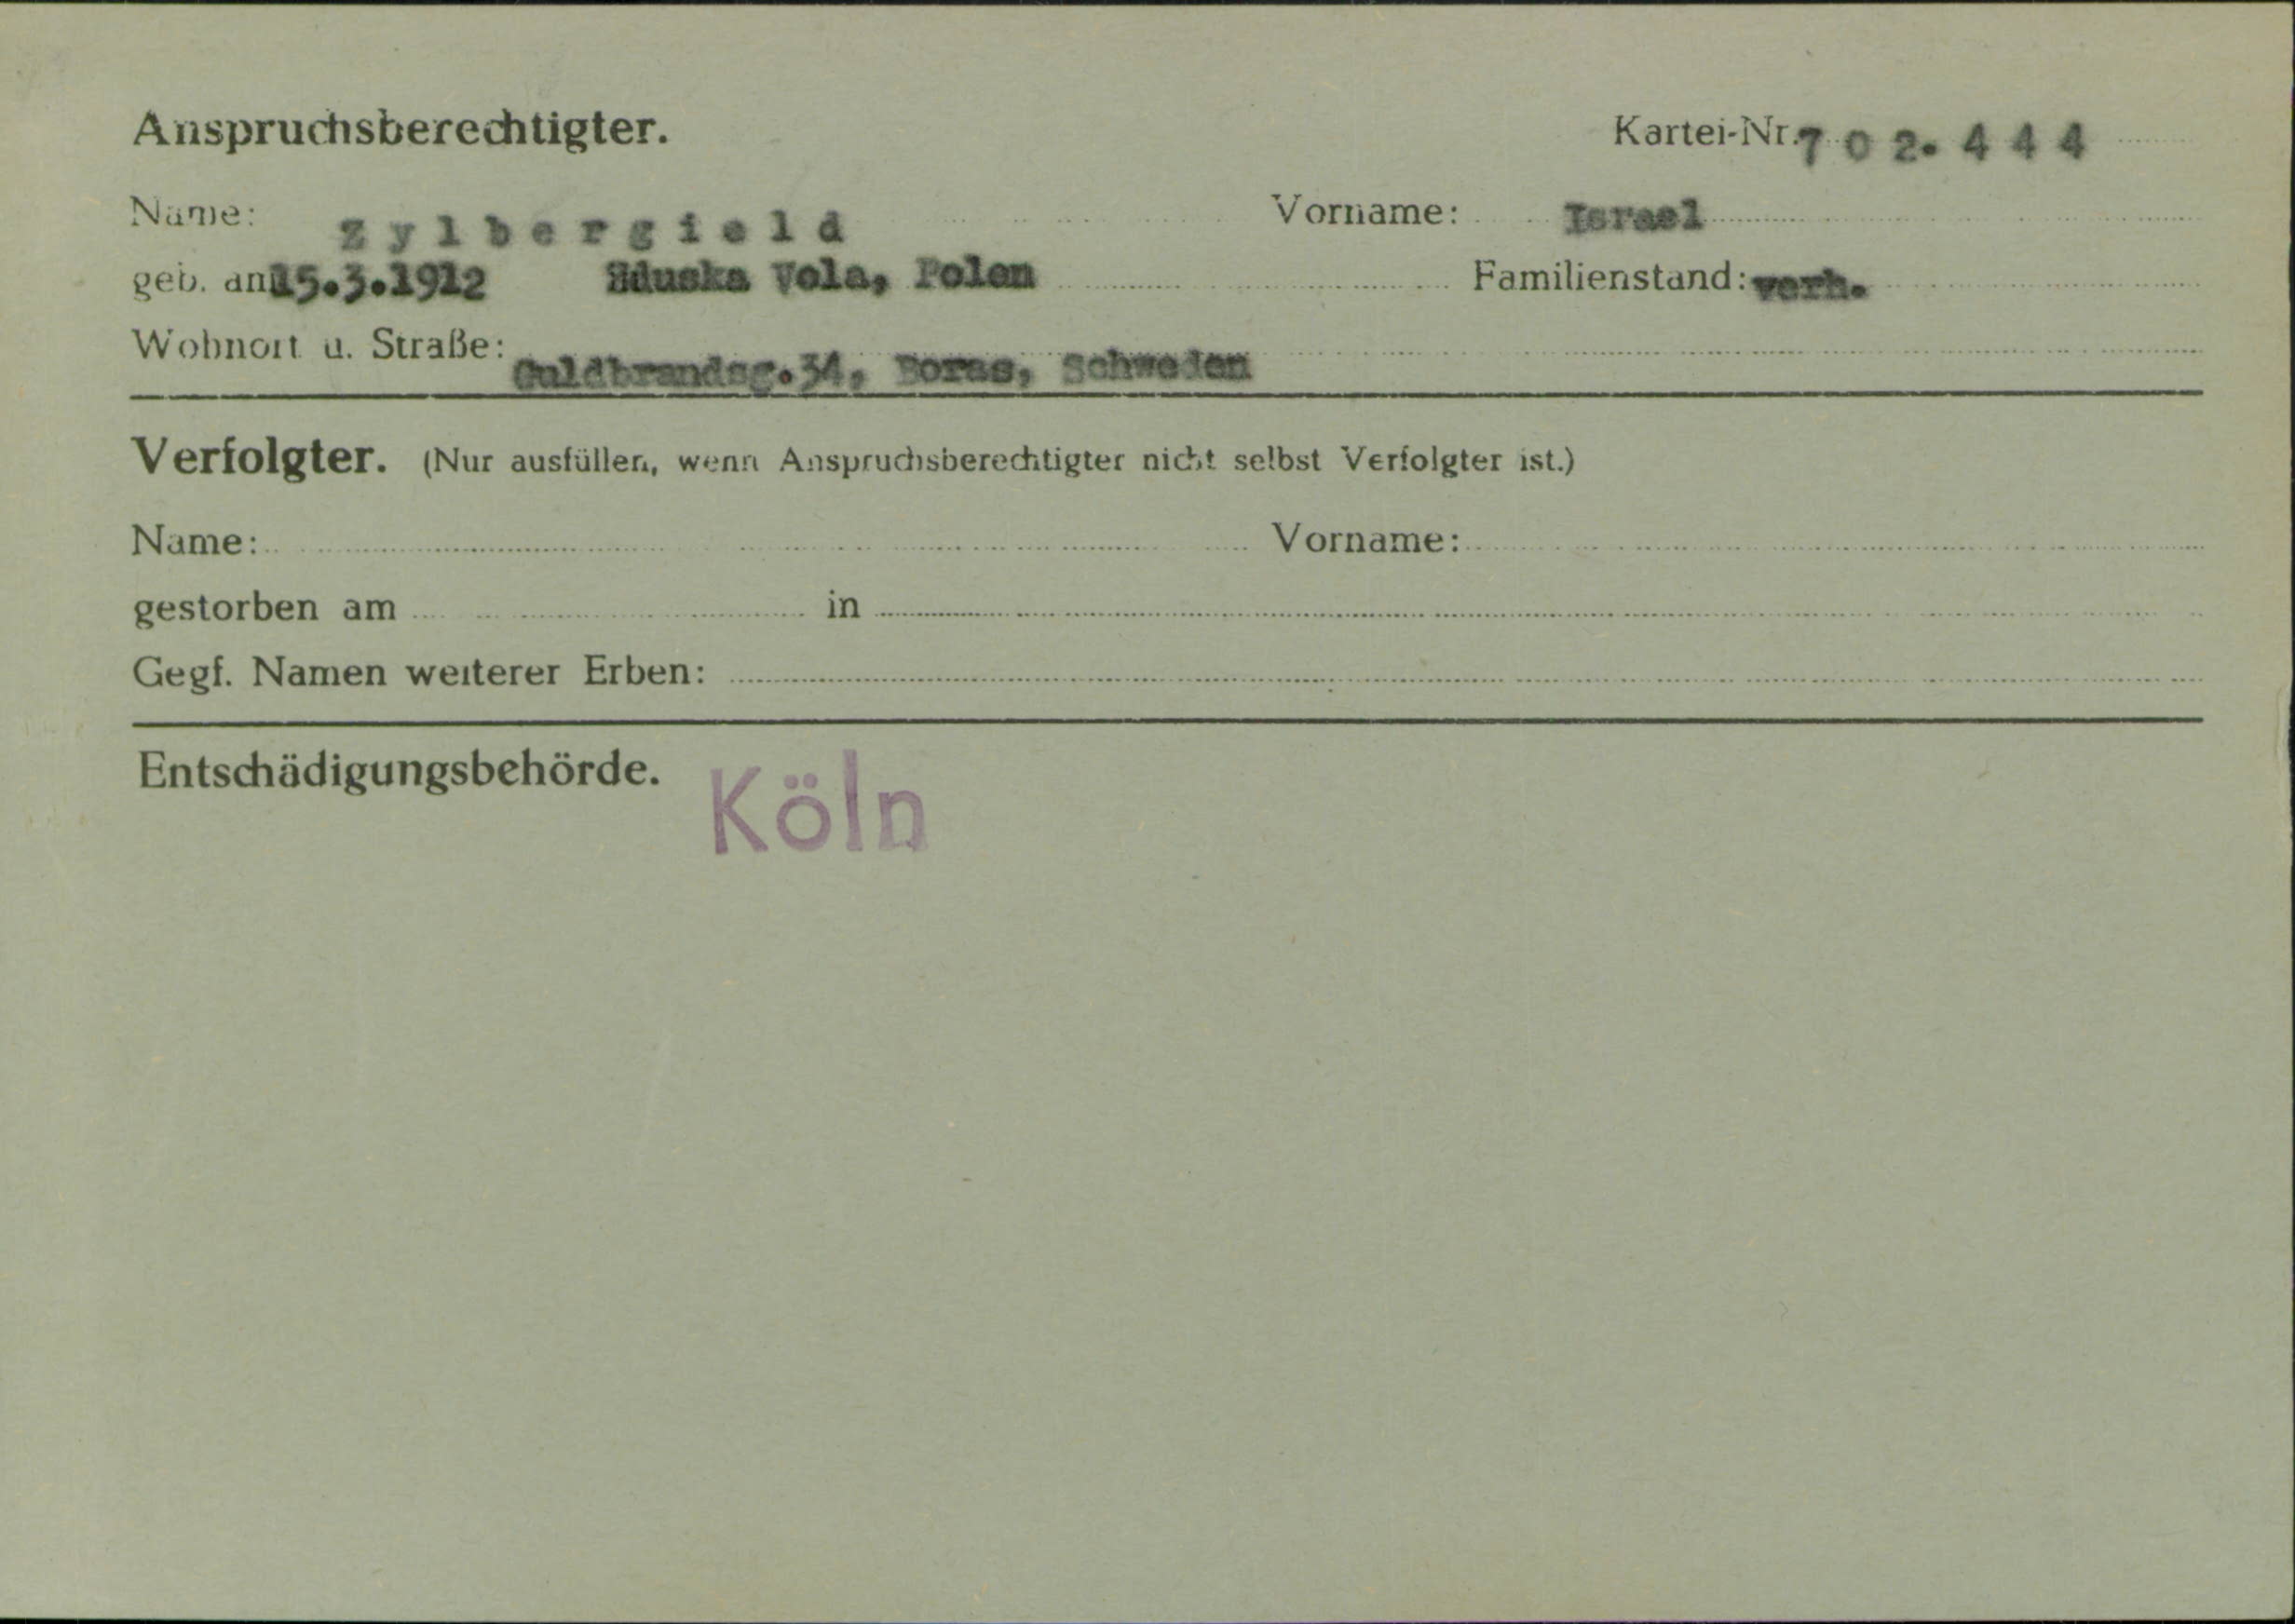 Anspruchsberechtigter.
Kartei-Nr. 702.444
Name: Zylbergield Vorname: Israel
geb. am 15.3.1912 Sduska Vola, Polen Familienstand: verh.
Wohnort u. Straße: Guldbrandsg.34, Boras, Schweden
Verfolgter. (Nur ausfüllen, wenn Anspruchsberechtigter nicht selbst Verfolgter ist.)
Name: Vorname:
gestorben am in
Gegf. Namen weiterer Erben:
Entschädigungsbehörde. Köln